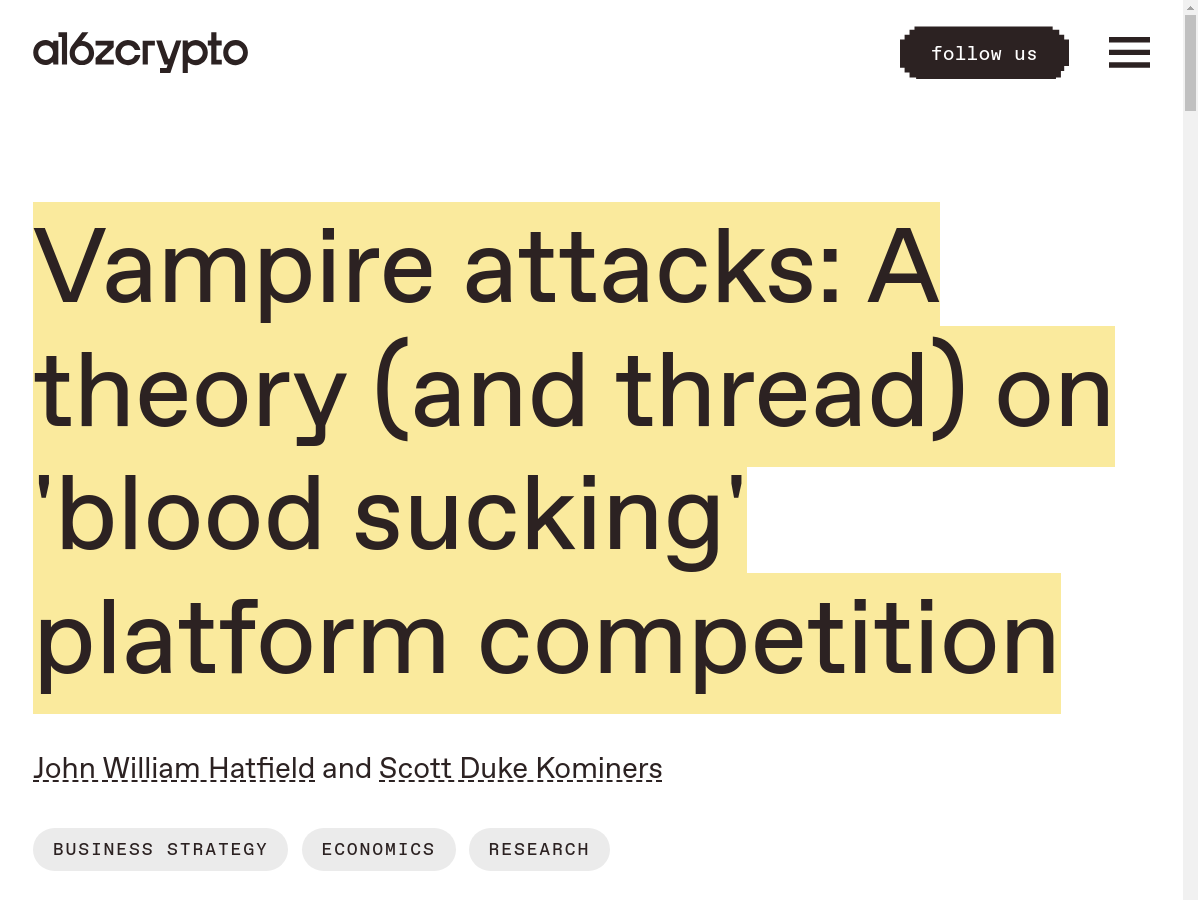 a16zcrypto
follow us
Vampire attacks: A
theory (and thread) on
'blood sucking'
platform competition
John William Hatfield and Scott Duke Kominers
BUSINESS STRATEGY
ECONOMICS
RESEARCH